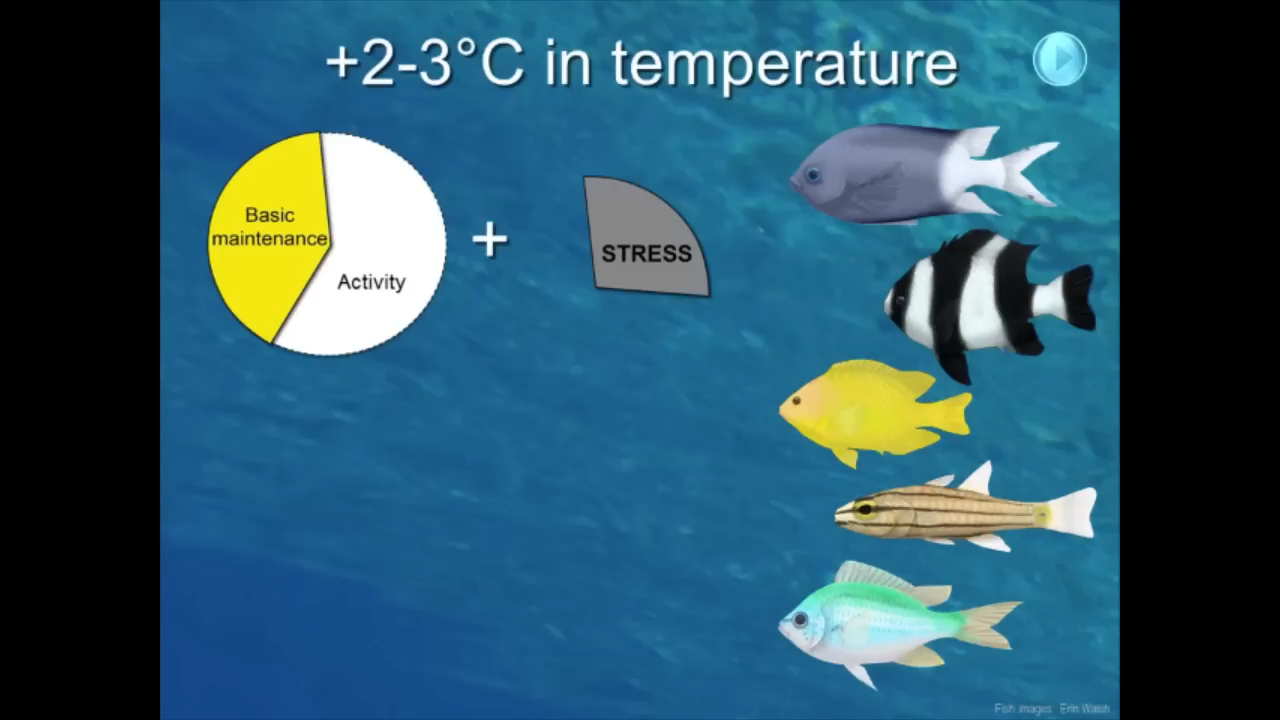 +2-3°C in temperature
Basic
maintenance
Activity
+
STRESS
Fish images Erin Walsh